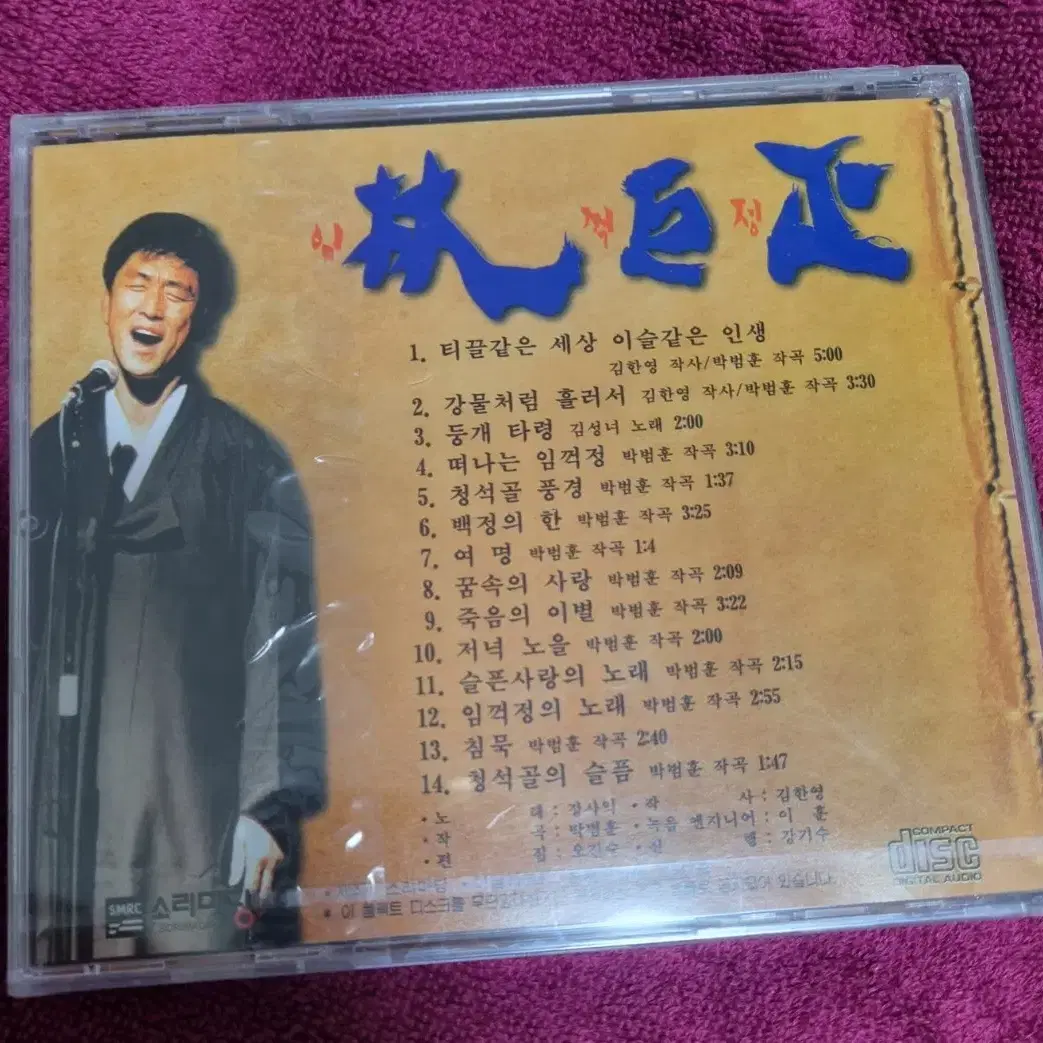 임 林 꺽 巨 정 正
1. 티끌같은 세상 이슬같은 인생
김한영 작사/박범훈 작곡 5:00
2. 강물처럼 흘러서 김한영 작사/박범훈 작곡 3:30
3. 둥개 타령 김성녀 노래 2:00
4. 떠나는 임꺽정 박범훈 작곡 3:10
5. 청석골 풍경 박범훈 작곡 1:37
6. 백정의 한 박범훈 작곡 3:25
7. 여 명 박범훈 작곡 1:4
8. 꿈속의 사랑 박범훈 작곡 2:09
9. 죽음의 이별 박범훈 작곡 3:22
10. 저녁 노을 박범훈 작곡 2:00
11. 슬픈사랑의 노래 박범훈 작곡 2:15
12. 임꺽정의 노래 박범훈 작곡 2:55
13. 침묵 박범훈 작곡 2:40
14. 청석골의 슬픔 박범훈 작곡 1:47
•노 래 : 장사익 •작 사 : 김한영
•작 곡 : 박범훈 •녹음 엔지니어 : 이 훈
•편 집 : 오진수 • 행 : 강기수
COMPACT
disc
DIGITAL AUDIO
있습니다.
SMRC 소리마당
※ 이 콤팩트 디스크를